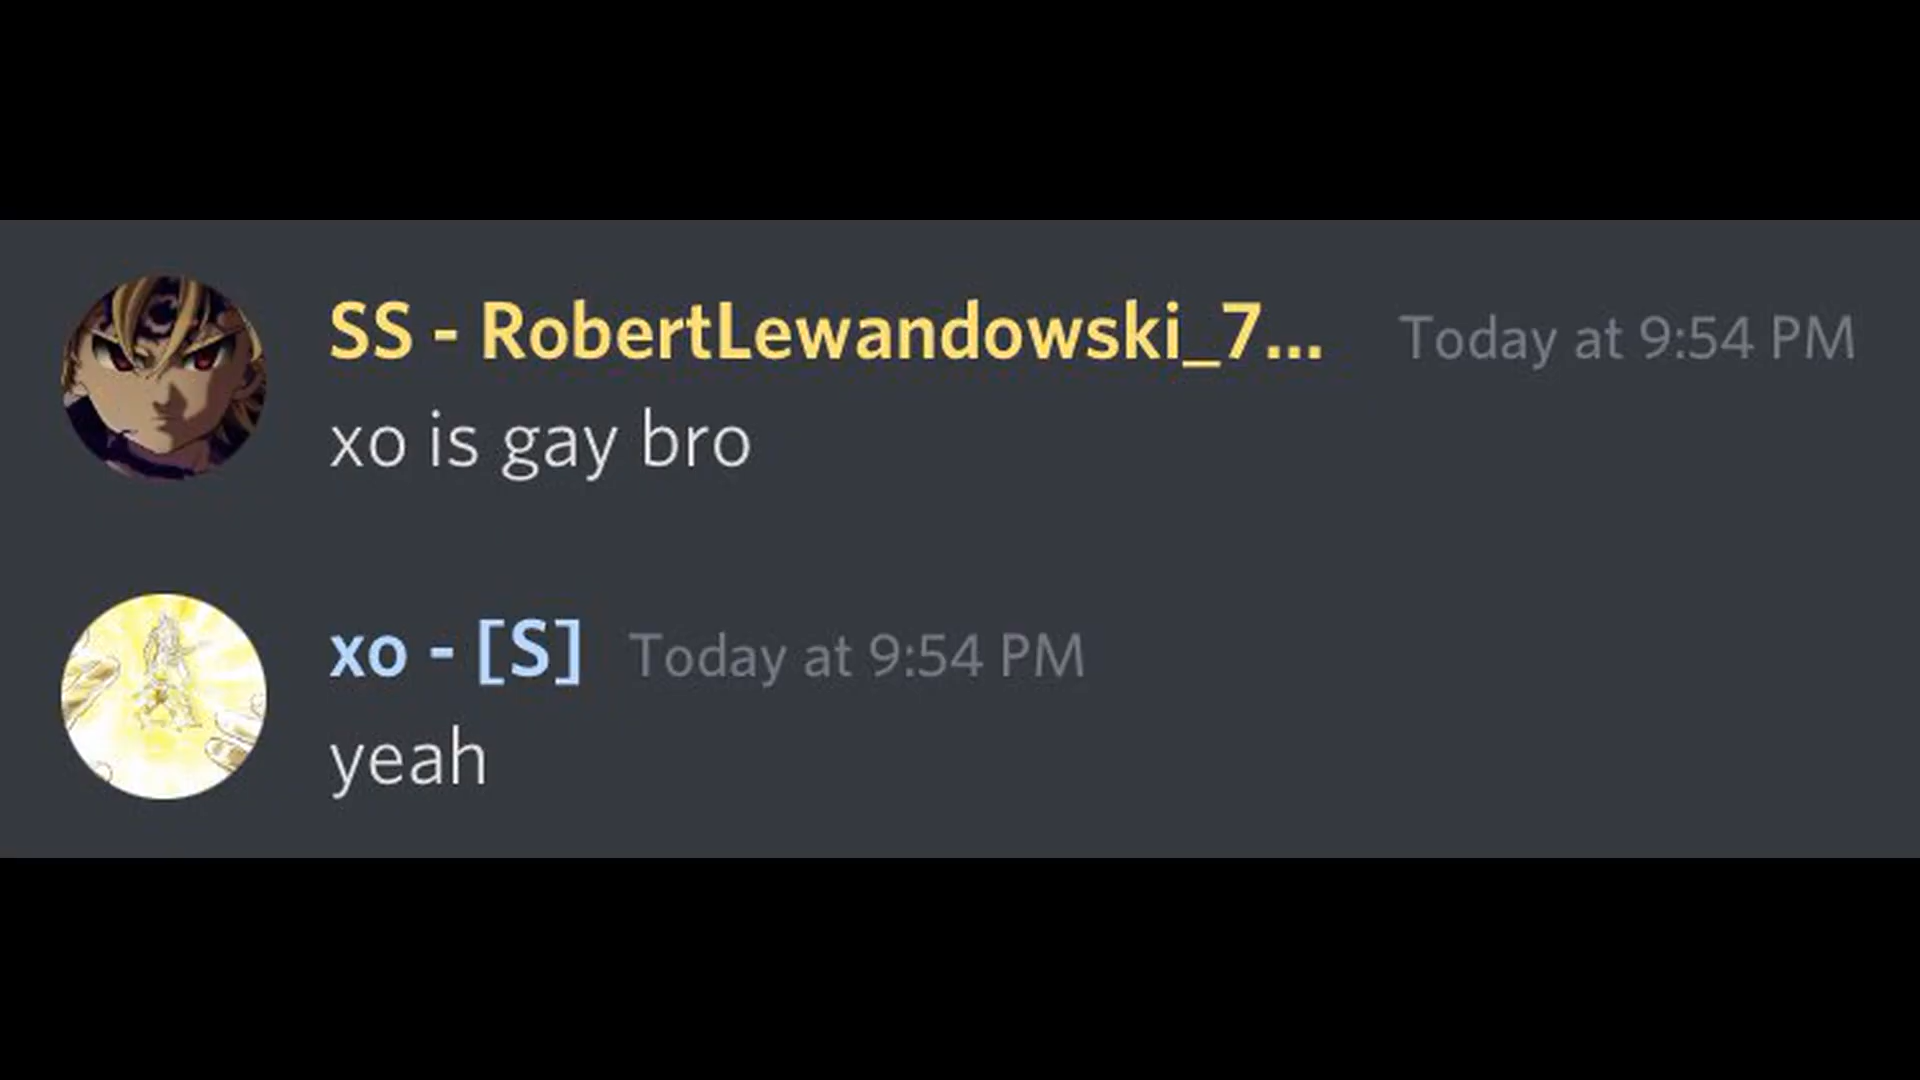 SS - RobertLewandowski_7... Today at 9:54 PM
xo is gay bro
xo - [S] Today at 9:54 PM
yeah